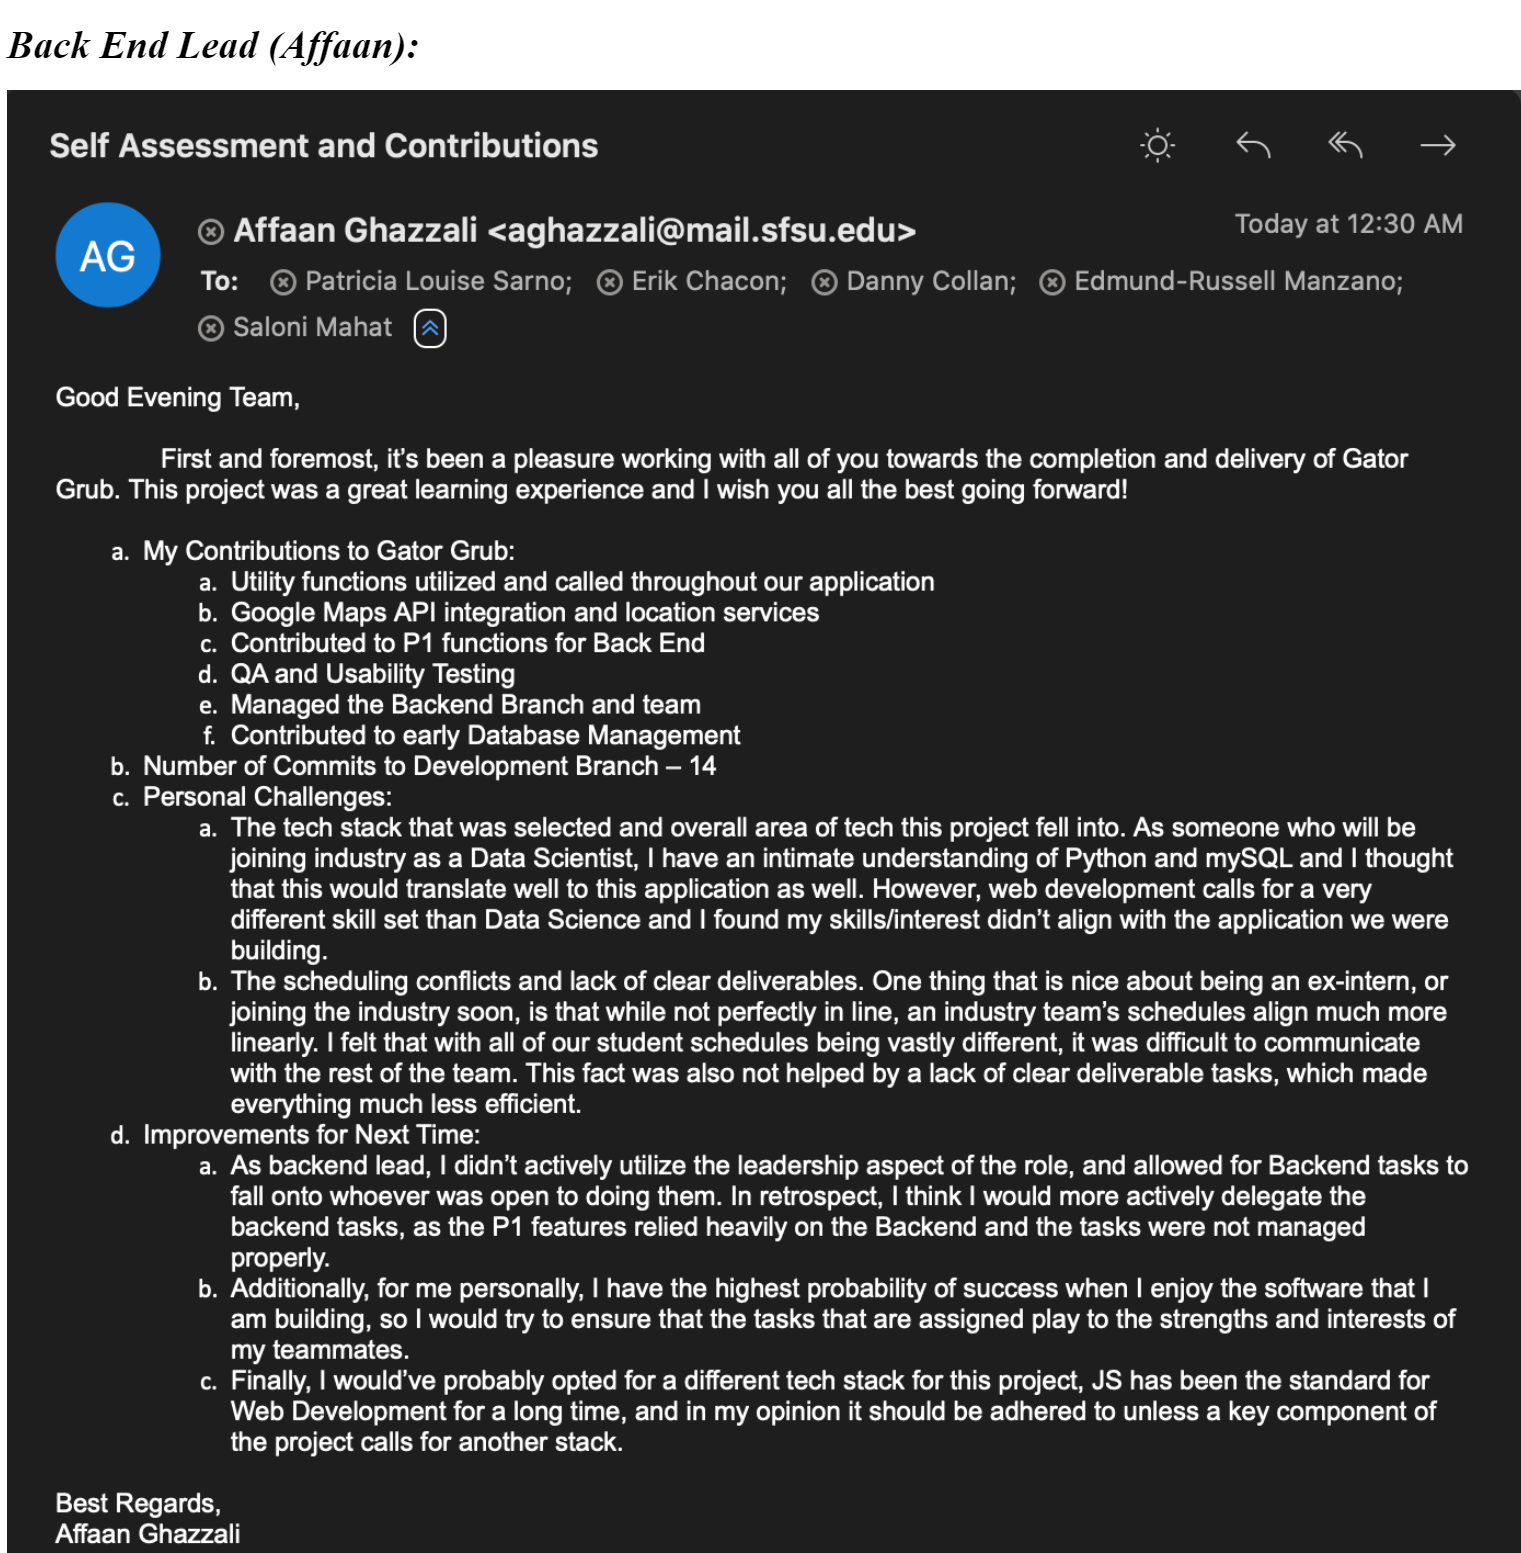 Back End Lead (Affaan):
Self Assessment and Contributions
AG
Affaan Ghazzali <aghazzali@mail.sfsu.edu>
Today at 12:30 AM
To: Patricia Louise Sarno; Erik Chacon; Danny Collan; Edmund-Russell Manzano;
Saloni Mahat
Good Evening Team,
First and foremost, it's been a pleasure working with all of you towards the completion and delivery of Gator
Grub. This project was a great learning experience and I wish you all the best going forward!
a. My Contributions to Gator Grub:
a. Utility functions utilized and called throughout our application
b. Google Maps API integration and location services
c. Contributed to P1 functions for Back End
d. QA and Usability Testing
e. Managed the Backend Branch and team
f. Contributed to early Database Management
b. Number of Commits to Development Branch – 14
c. Personal Challenges:
a. The tech stack that was selected and overall area of tech this project fell into. As someone who will be
joining industry as a Data Scientist, I have an intimate understanding of Python and mySQL and I thought
that this would translate well to this application as well. However, web development calls for a very
different skill set than Data Science and I found my skills/interest didn't align with the application we were
building.
b. The scheduling conflicts and lack of clear deliverables. One thing that is nice about being an ex-intern, or
joining the industry soon, is that while not perfectly in line, an industry team's schedules align much more
linearly. I felt that with all of our student schedules being vastly different, it was difficult to communicate
with the rest of the team. This fact was also not helped by a lack of clear deliverable tasks, which made
everything much less efficient.
d. Improvements for Next Time:
a. As backend lead, I didn't actively utilize the leadership aspect of the role, and allowed for Backend tasks to
fall onto whoever was open to doing them. In retrospect, I think I would more actively delegate the
backend tasks, as the P1 features relied heavily on the Backend and the tasks were not managed
properly.
b. Additionally, for me personally, I have the highest probability of success when I enjoy the software that I
am building, so I would try to ensure that the tasks that are assigned play to the strengths and interests of
my teammates.
c. Finally, I would've probably opted for a different tech stack for this project, JS has been the standard for
Web Development for a long time, and in my opinion it should be adhered to unless a key component of
the project calls for another stack.
Best Regards,
Affaan Ghazzali